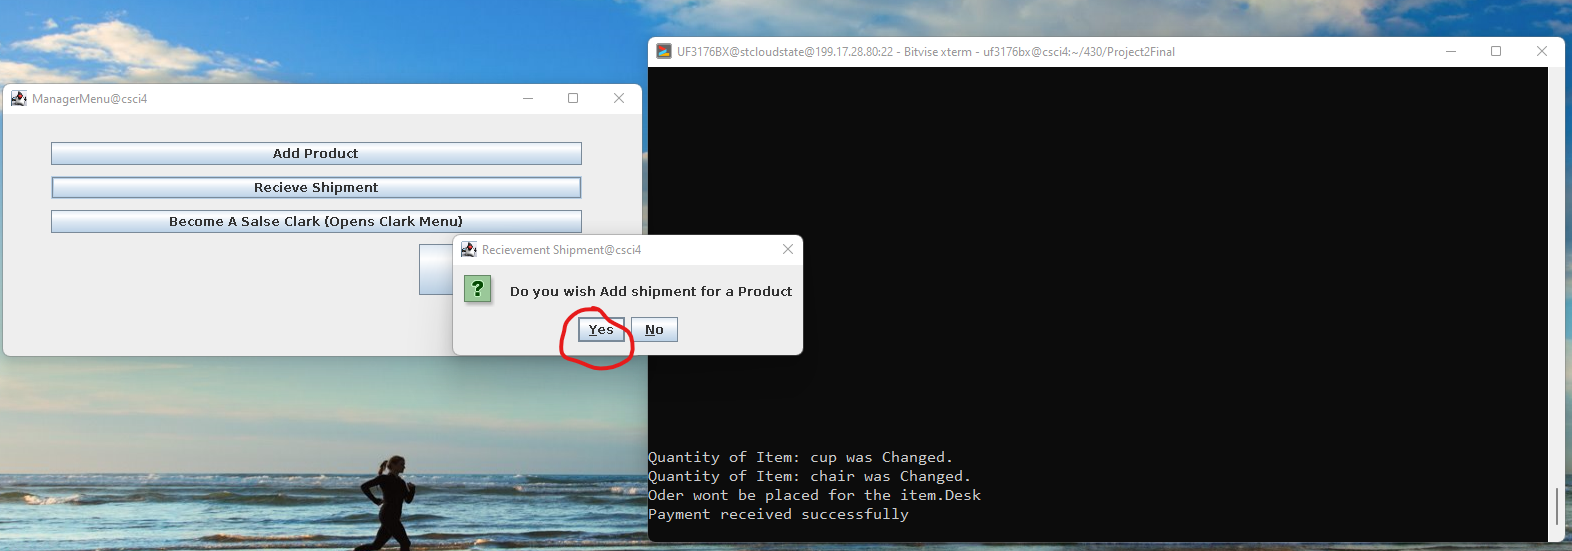 ManagerMenu@csci4
Add Product
Recieve Shipment
Become A Salse Clark (Opens Clark Menu)
Recievement Shipment@csci4
?
Do you wish Add shipment for a Product
Yes
No
UF3176BX@stcloudstate@199.17.28.80:22 - Bitvise xterm - uf3176bx@csci4:~/430/Project2Final
Quantity of Item: cup was Changed.
Quantity of Item: chair was Changed.
Oder wont be placed for the item.Desk
Payment received successfully